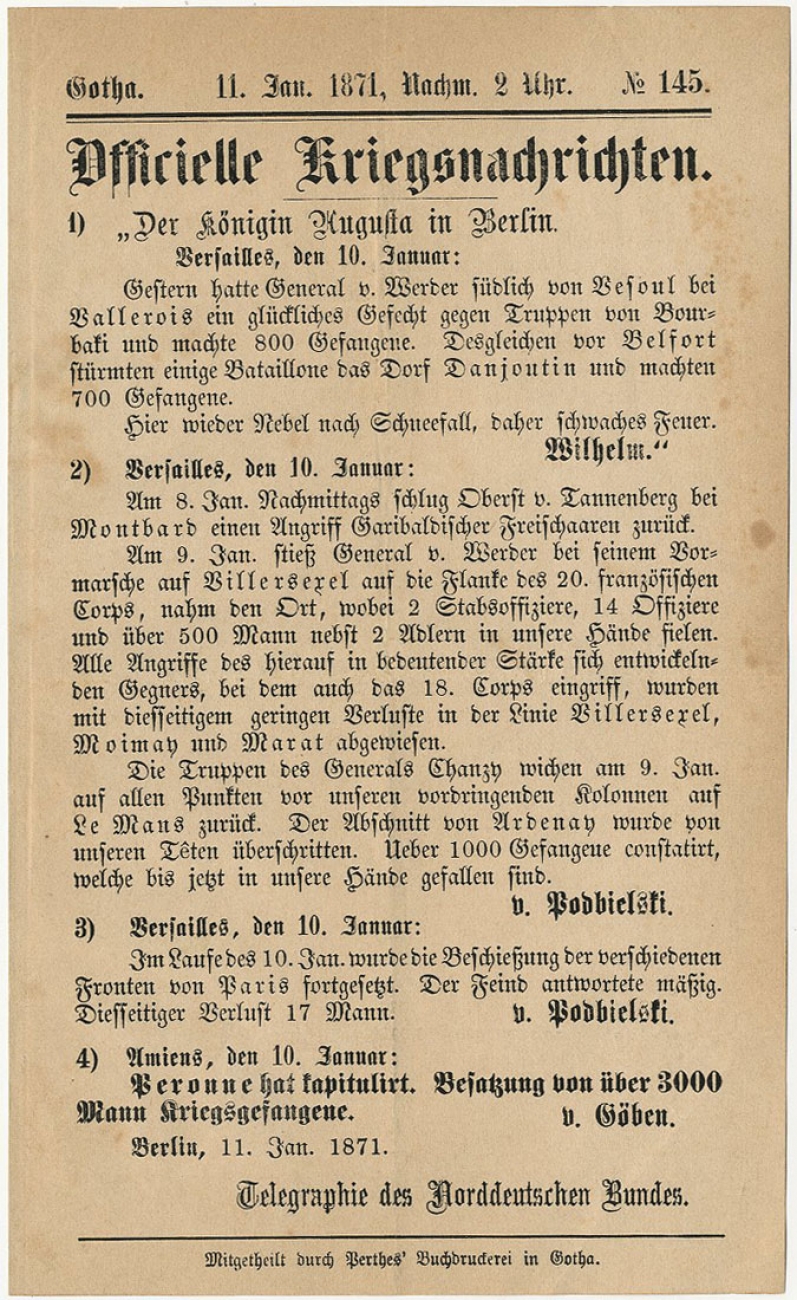 Gotha. 11. Jan. 1871, Nachm. 2 Uhr. № 145.
Officielle Kriegsnachrichten.
1) „Der Königin Augusta in Berlin.
Versailles, den 10. Januar:
Gestern hatte General v. Werder südlich von Vesoul bei
Vallerois ein glückliches Gefecht gegen Truppen von Bour-
baki und machte 800 Gefangene. Desgleichen vor Belfort
stürmten einige Bataillone das Dorf Danjoutin und machten
700 Gefangene.
Hier wieder Nebel nach Schneefall, daher schwaches Feuer.
Wilhelm.“
2) Versailles, den 10. Januar:
Am 8. Jan. Nachmittags schlug Oberst v. Tannenberg bei
Montbard einen Angriff Garibaldischer Freischaaren zurück.
Am 9. Jan. stieß General v. Werder bei seinem Vor-
marsche auf Villersexel auf die Flanke des 20. französischen
Corps, nahm den Ort, wobei 2 Stabsoffiziere, 14 Offiziere
und über 500 Mann nebst 2 Adlern in unsere Hände fielen.
Alle Angriffe des hierauf in bedeutender Stärke sich entwickeln-
den Gegners, bei dem auch das 18. Corps eingriff, wurden
mit diesseitigem geringen Verluste in der Linie Villersexel,
Moimay und Marat abgewiesen.
Die Truppen des Generals Chanzy wichen am 9. Jan.
auf allen Punkten vor unseren vordringenden Kolonnen auf
Le Mans zurück. Der Abschnitt von Ardenay wurde von
unseren Têten überschritten. Ueber 1000 Gefangene constatirt,
welche bis jetzt in unsere Hände gefallen sind.
v. Podbielski.
3) Versailles, den 10. Januar:
Im Laufe des 10. Jan. wurde die Beschießung der verschiedenen
Fronten von Paris fortgesetzt. Der Feind antwortete mäßig.
Diesseitiger Verlust 17 Mann. v. Podbielski.
4) Amiens, den 10. Januar:
Peronne hat kapitulirt. Besatzung von über 3000
Mann Kriegsgefangene. v. Göben.
Berlin, 11. Jan. 1871.
Telegraphie des Norddeutschen Bundes.
Mitgetheilt durch Perthes' Buchdruckerei in Gotha.